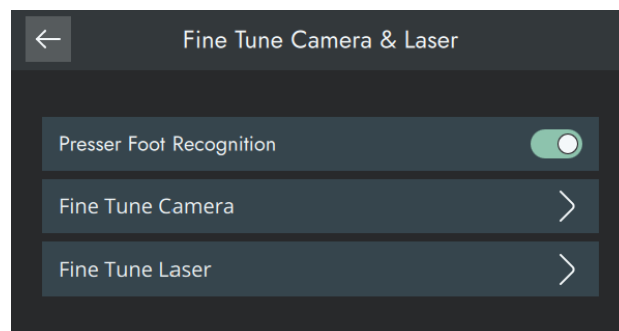 Fine Tune Camera & Laser
Presser Foot Recognition
Fine Tune Camera
Fine Tune Laser